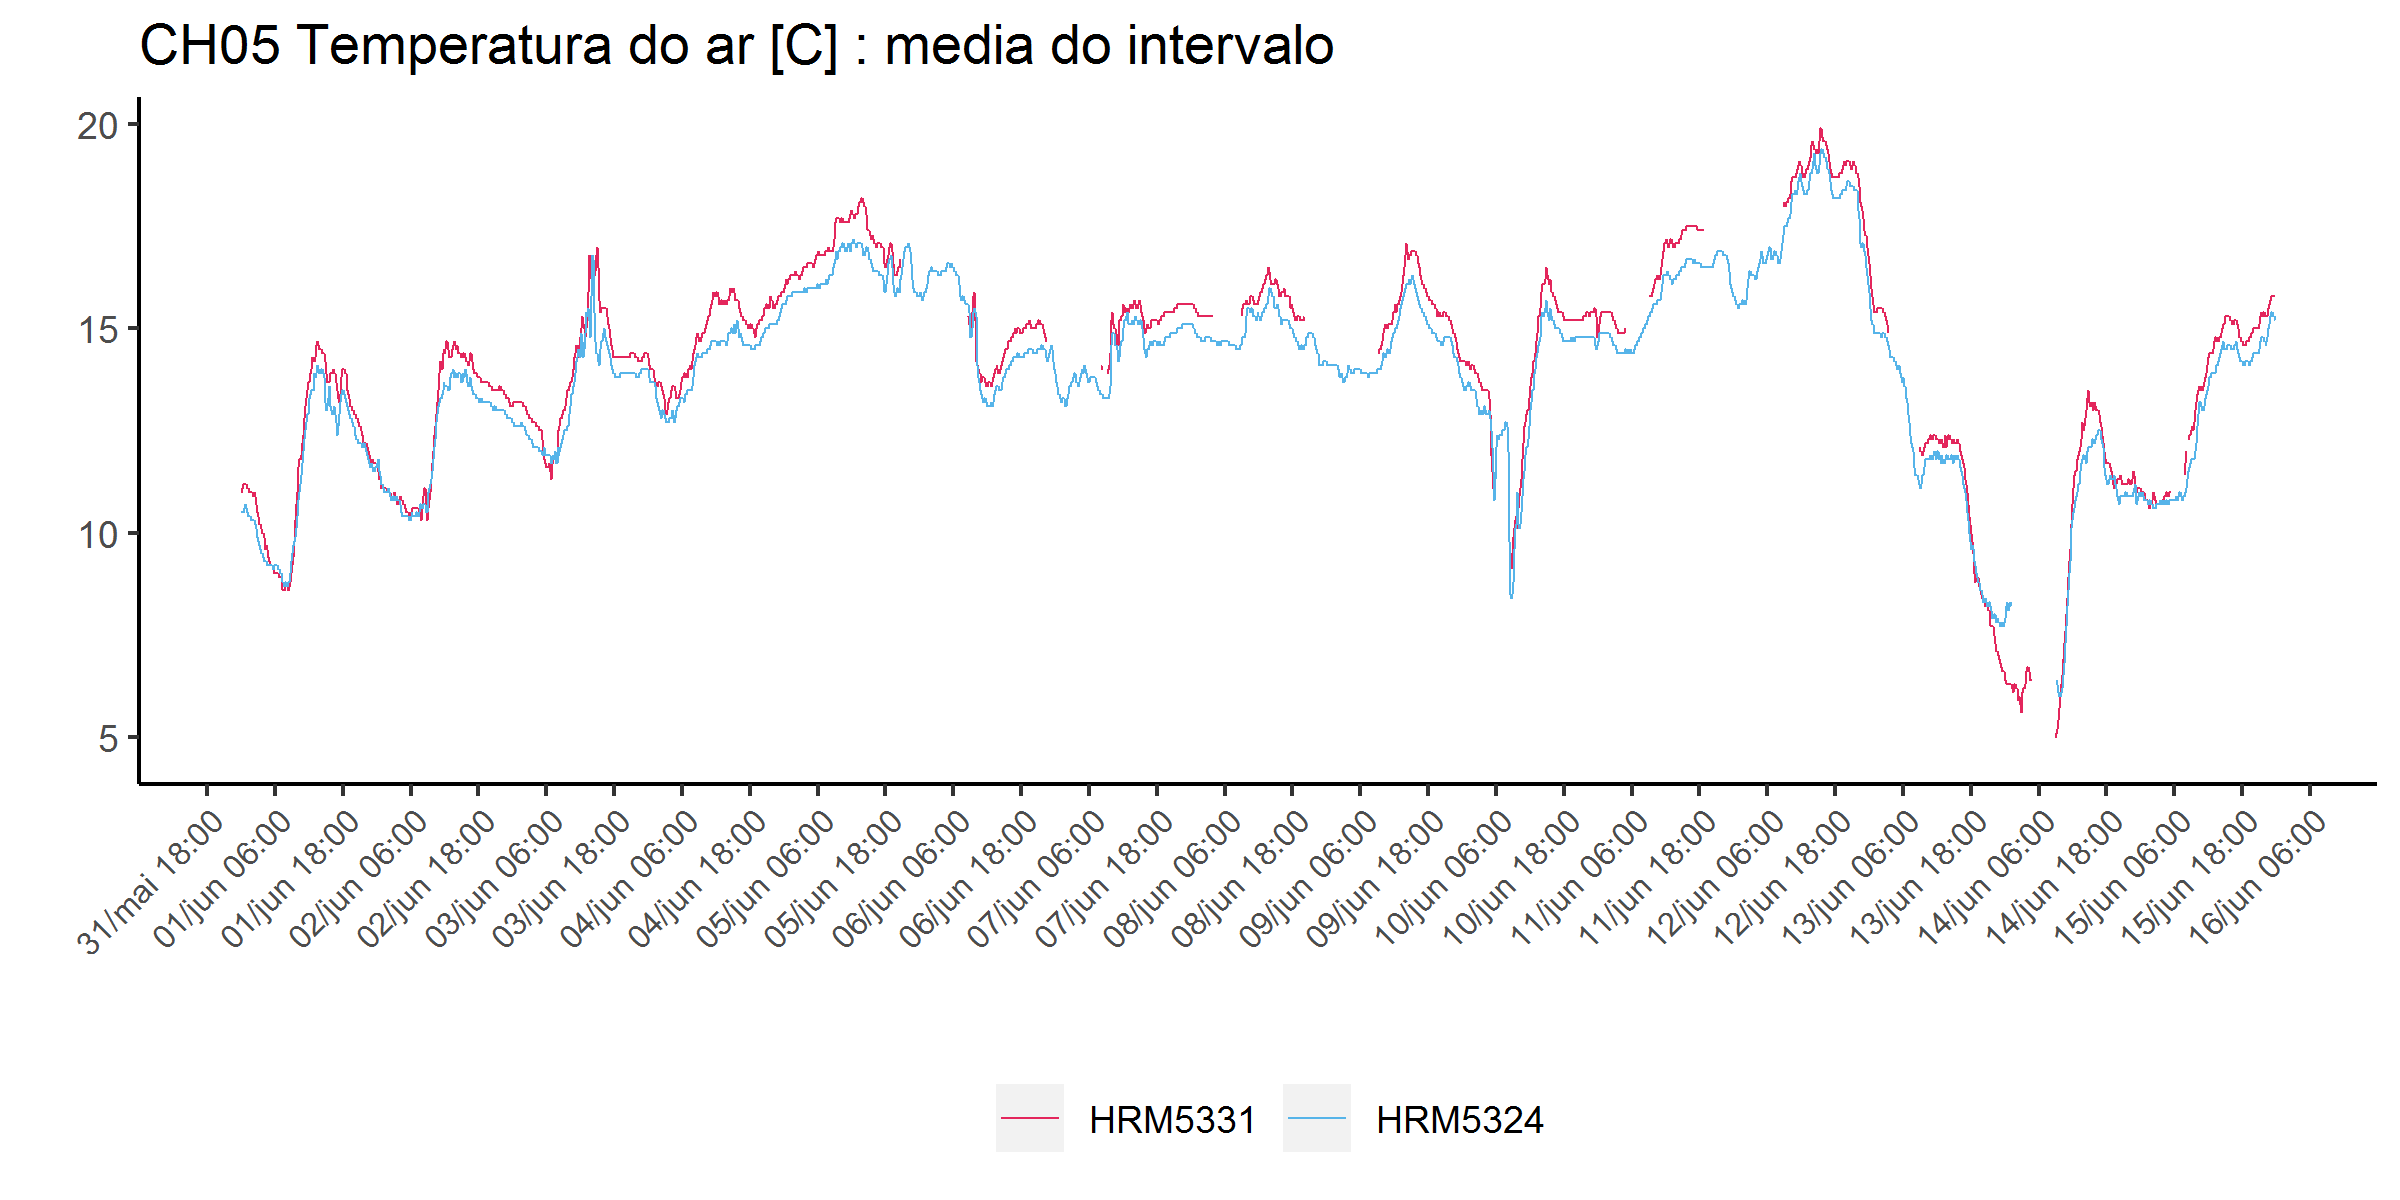 CH05 Temperatura do ar [C] : media do intervalo
20
15
10
5
31/mai 18:00
01/jun 06:00
01/jun 18:00
02/jun 06:00
02/jun 18:00
03/jun 06:00
03/jun 18:00
04/jun 06:00
04/jun 18:00
05/jun 06:00
05/jun 18:00
06/jun 06:00
06/jun 18:00
07/jun 06:00
07/jun 18:00
08/jun 06:00
08/jun 18:00
09/jun 06:00
09/jun 18:00
10/jun 06:00
10/jun 18:00
11/jun 06:00
11/jun 18:00
12/jun 06:00
12/jun 18:00
13/jun 06:00
13/jun 18:00
14/jun 06:00
14/jun 18:00
15/jun 06:00
15/jun 18:00
16/jun 06:00
HRM5331 HRM5324